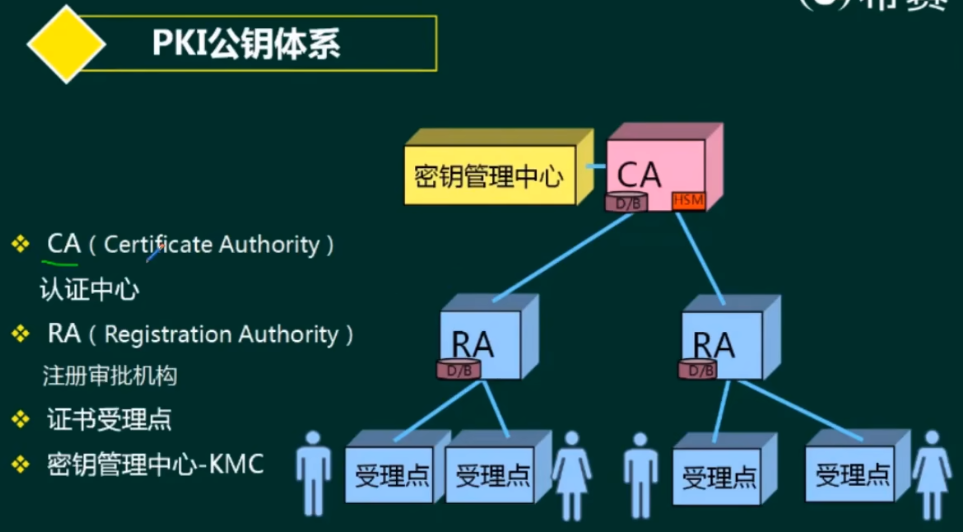 PKI公钥体系
密钥管理中心
CA
D/B
HSM
CA（Certificate Authority）
认证中心
RA（Registration Authority）
注册审批机构
证书受理点
密钥管理中心-KMC
RA
D/B
RA
D/B
受理点
受理点
受理点
受理点